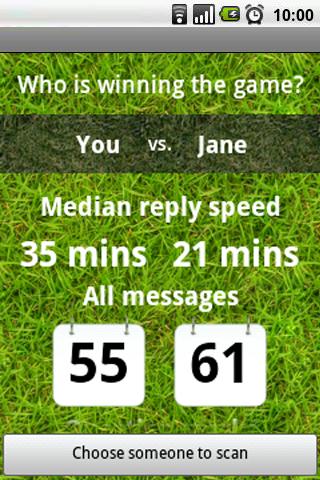 10:00
Who is winning the game?
You vs. Jane
Median reply speed
35 mins 21 mins
All messages
55 61
Choose someone to scan